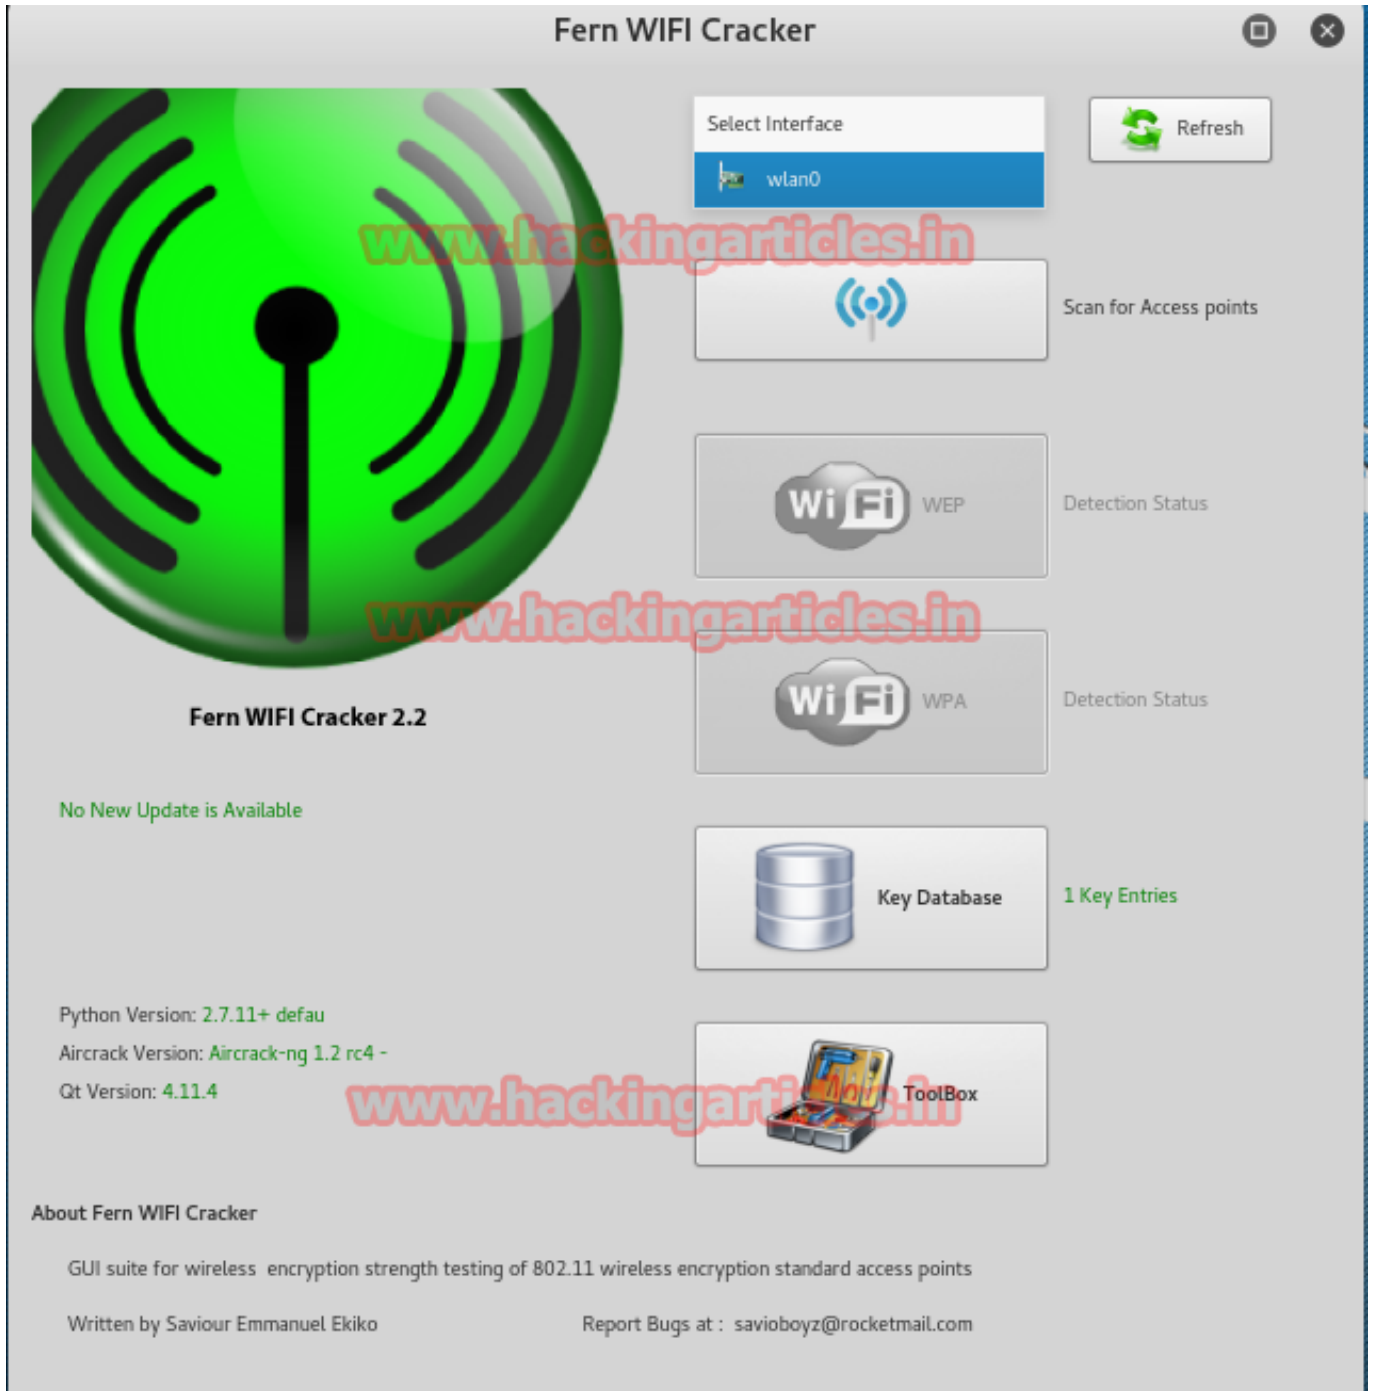 Fern WIFI Cracker
Select Interface
wlan0
Refresh
www.hackingarticles.in
Scan for Access points
WiFi WEP
Detection Status
www.hackingarticles.in
WiFi WPA
Detection Status
Fern WIFI Cracker 2.2
No New Update is Available
Key Database
1 Key Entries
Python Version: 2.7.11+ defau
Aircrack Version: Aircrack-ng 1.2 rc4 -
Qt Version: 4.11.4
ToolBox
www.hackingarticles.in
About Fern WIFI Cracker
GUI suite for wireless encryption strength testing of 802.11 wireless encryption standard access points
Written by Saviour Emmanuel Ekiko
Report Bugs at : savioboyz@rocketmail.com